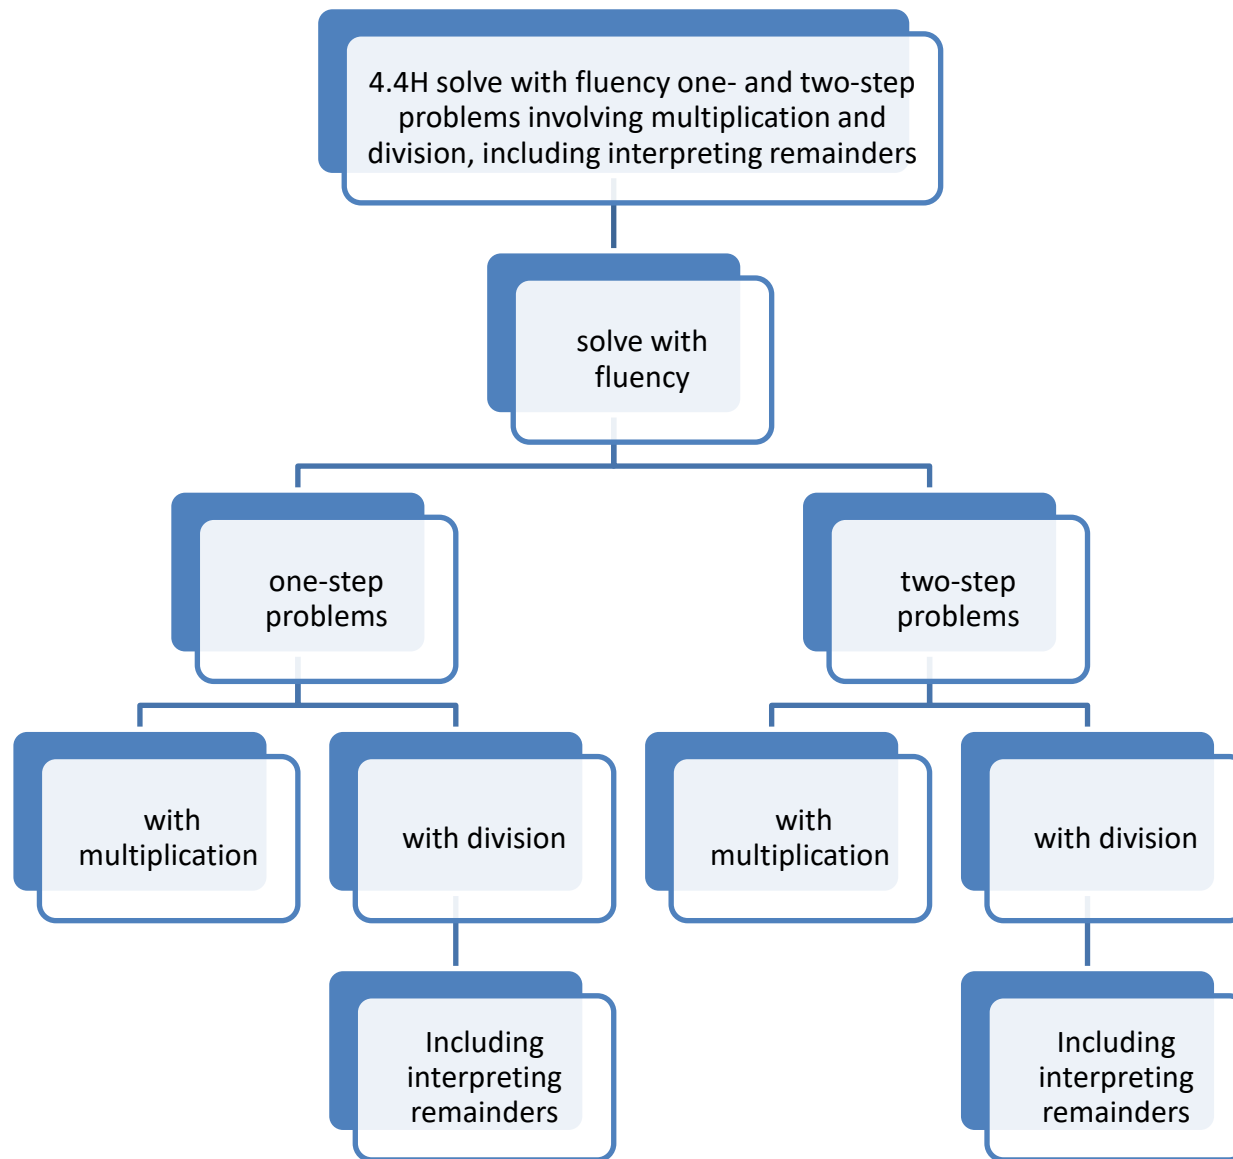 4.4H solve with fluency one- and two-step
problems involving multiplication and
division, including interpreting remainders
solve with
fluency
one-step
problems
two-step
problems
with
multiplication
with division
with
multiplication
with division
Including
interpreting
remainders
Including
interpreting
remainders